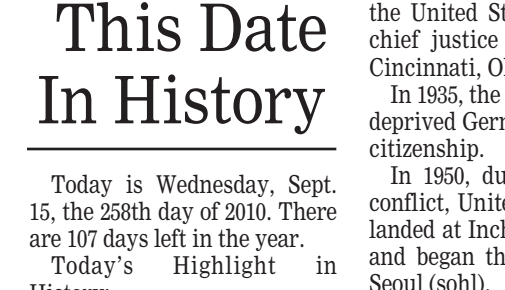 This Date
In History
Today is Wednesday, Sept.
15, the 258th day of 2010. There
are 107 days left in the year.
Today's Highlight in
History:
the United
chief justice
Cincinnati,
In 1935, the
deprived
citizenship.
In 1950,
conflict,
landed at
and began
Seoul (sohl).